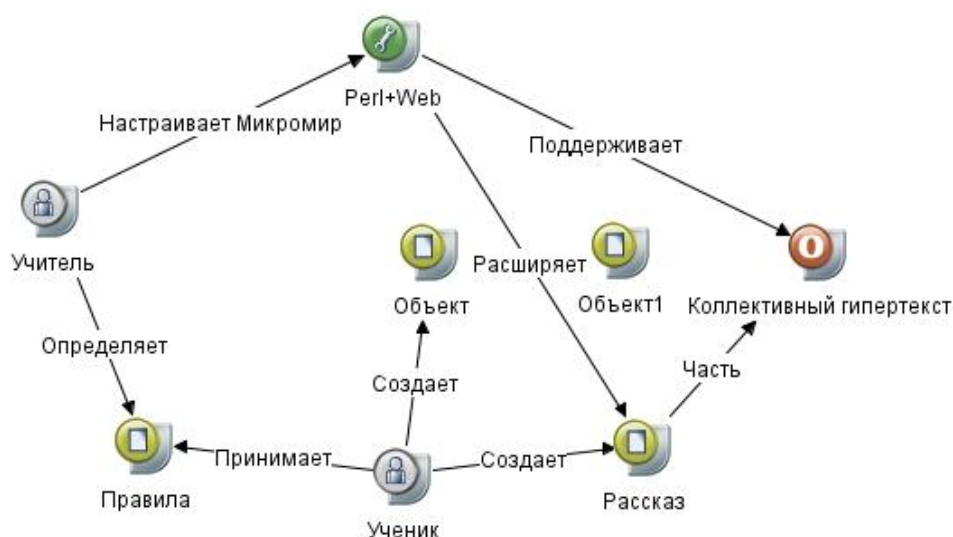 Perl+Web
Настраивает Микромир
Поддерживает
Учитель
Расширяет
Объект
Объект1
Коллективный гипертекст
Определяет
Создает
Часть
Принимает
Создает
Правила
Рассказ
Ученик